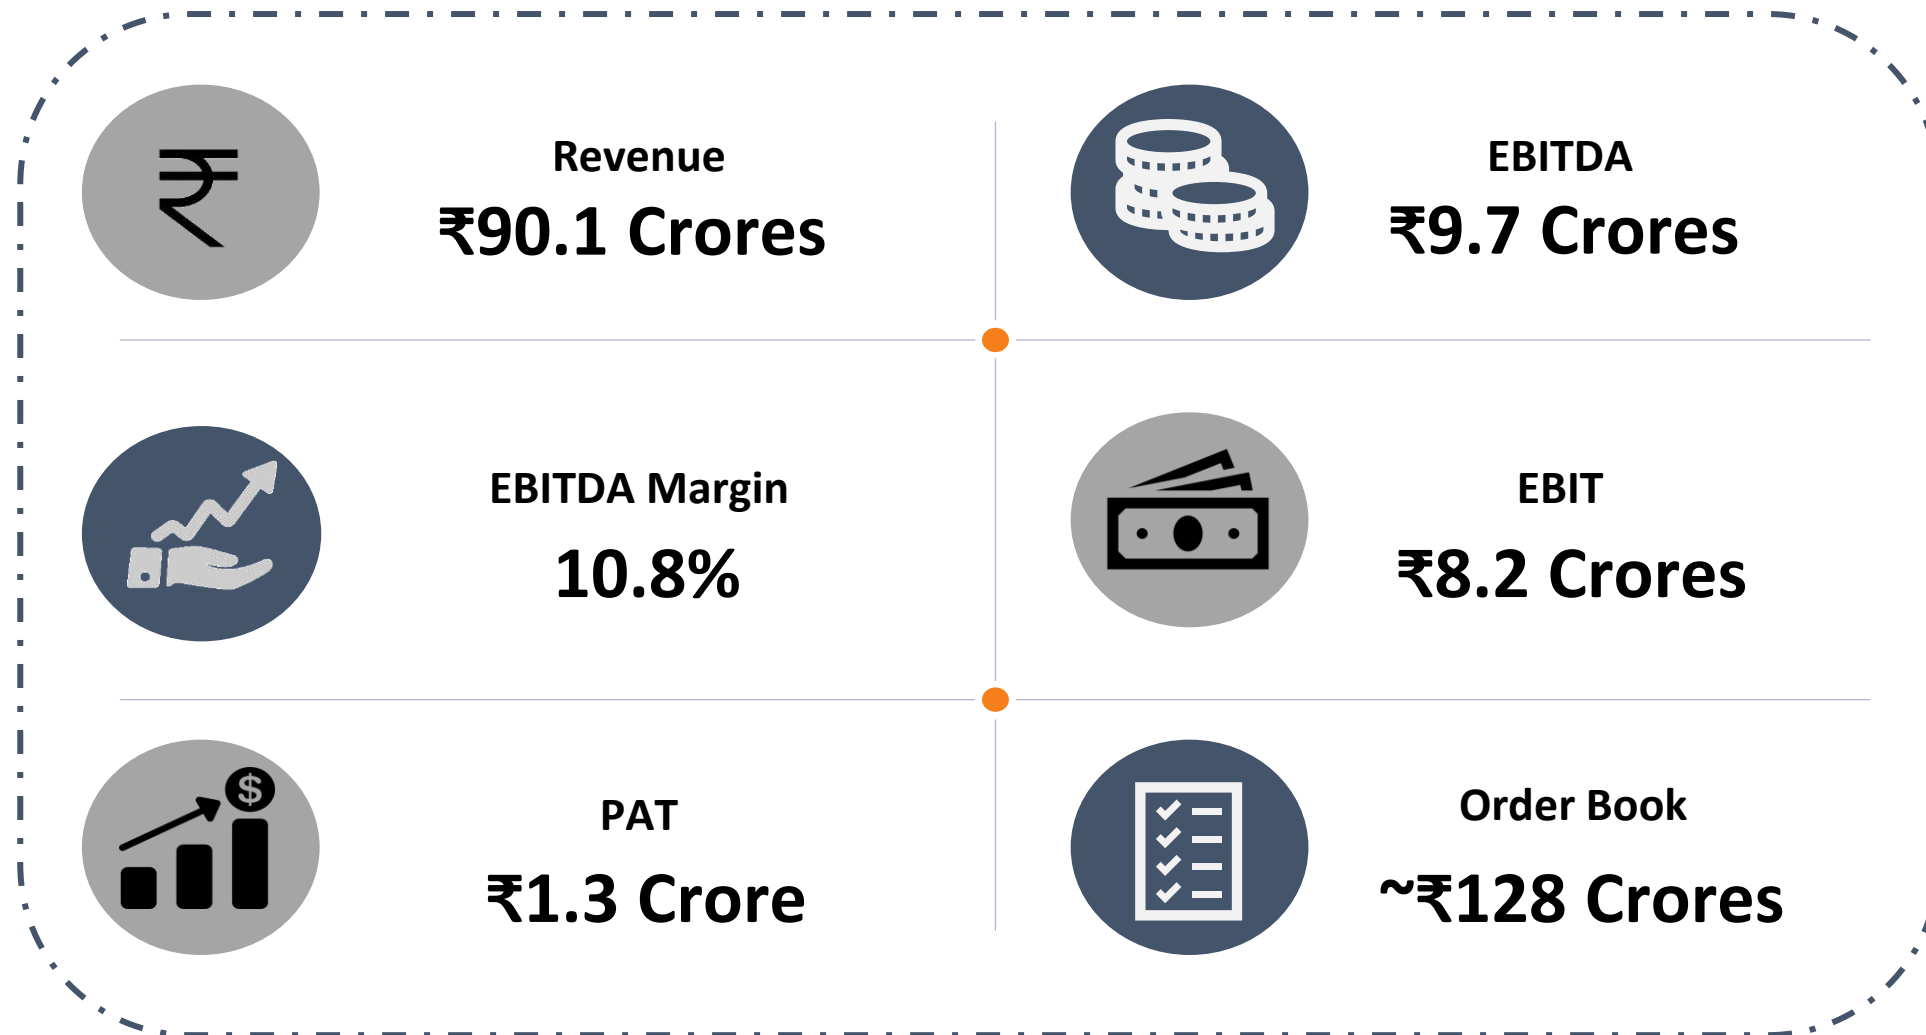 ₹
Revenue
₹90.1 Crores
EBITDA
₹9.7 Crores
EBITDA Margin
10.8%
EBIT
₹8.2 Crores
$
PAT
₹1.3 Crore
Order Book
~₹128 Crores